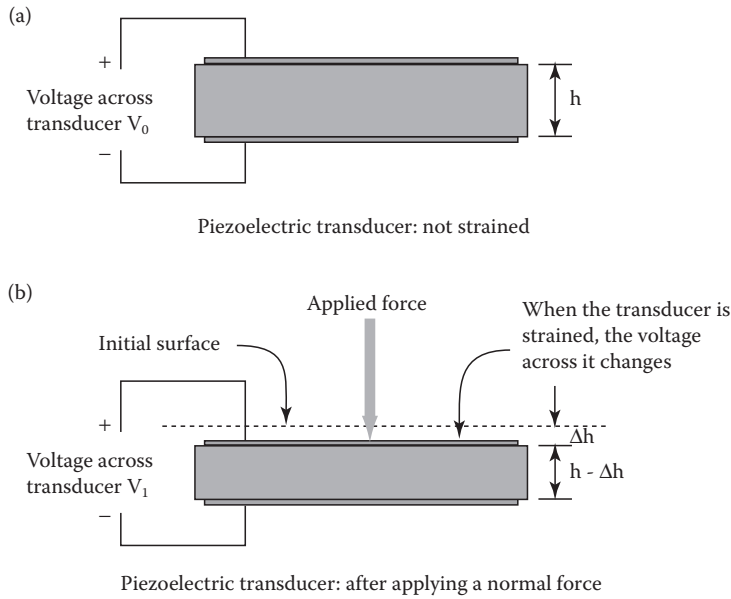 (a)
+
Voltage across
transducer V₀
−
h
Piezoelectric transducer: not strained
(b)
Applied force
When the transducer is
strained, the voltage
across it changes
Initial surface
+
Δh
Voltage across
transducer V₁
h - Δh
−
Piezoelectric transducer: after applying a normal force